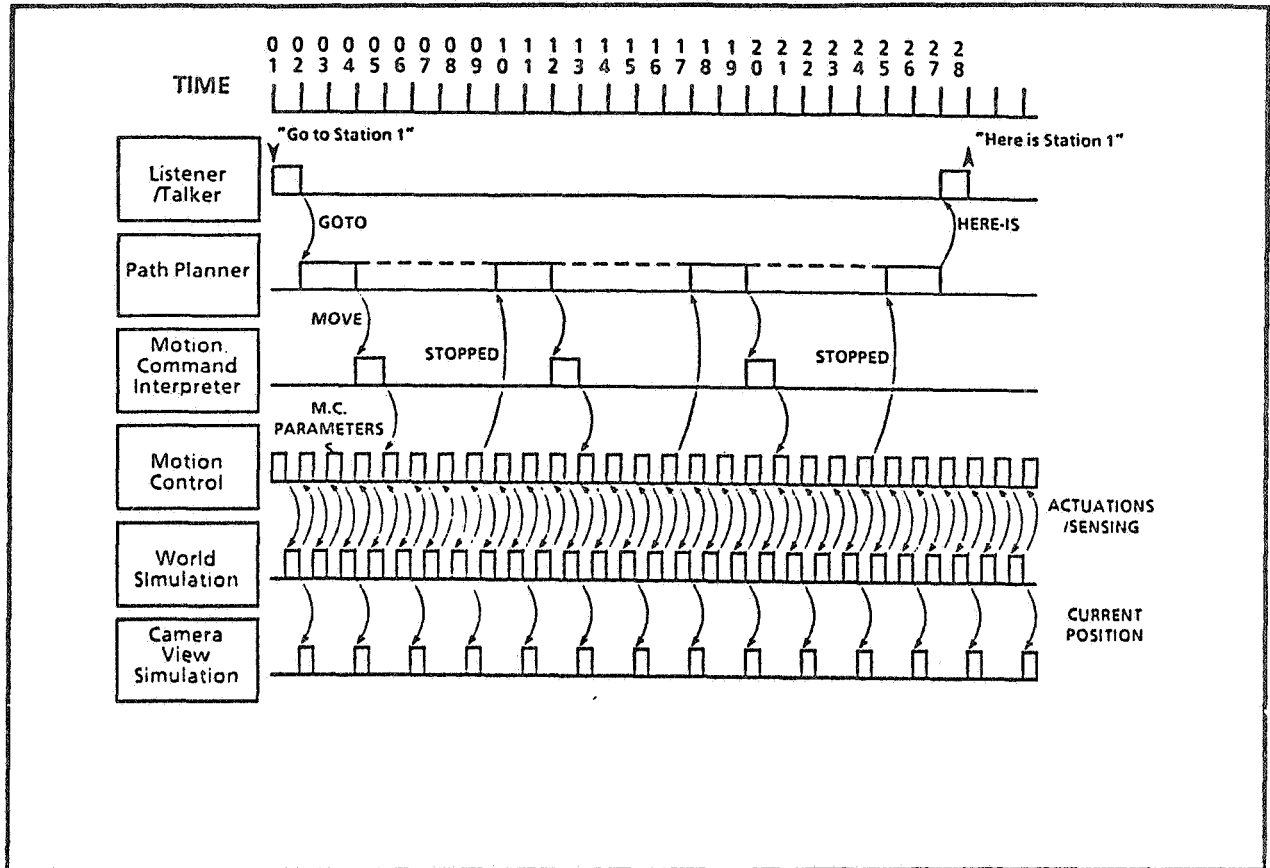 0 0 0 0 0 0 0 0 0 1 1 1 1 1 1 1 1 1 1 2 2 2 2 2 2 2 2 2
1 2 3 4 5 6 7 8 9 0 1 2 3 4 5 6 7 8 9 0 1 2 3 4 5 6 7 8
TIME
"Go to Station 1"
"Here is Station 1"
Listener
/Talker
GOTO
HERE-IS
Path Planner
MOVE
STOPPED
STOPPED
Motion
Command
Interpreter
M.C.
PARAMETERS
Motion
Control
ACTUATIONS
/SENSING
World
Simulation
CURRENT
POSITION
Camera
View
Simulation